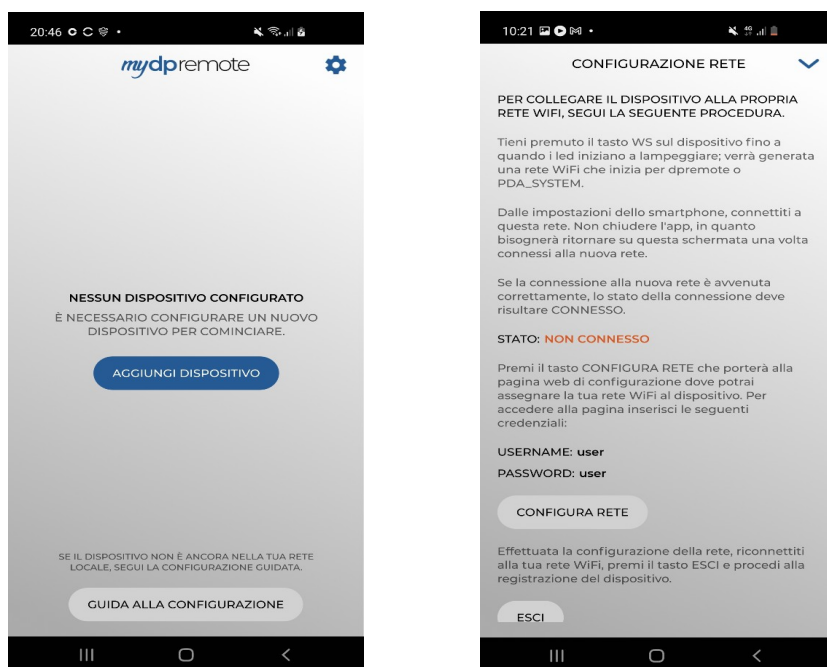 20:46
mydpremote
NESSUN DISPOSITIVO CONFIGURATO
È NECESSARIO CONFIGURARE UN NUOVO
DISPOSITIVO PER COMINCIARE.
AGGIUNGI DISPOSITIVO
SE IL DISPOSITIVO NON È ANCORA NELLA TUA RETE
LOCALE, SEGUI LA CONFIGURAZIONE GUIDATA.
GUIDA ALLA CONFIGURAZIONE
10:21
4G
CONFIGURAZIONE RETE
PER COLLEGARE IL DISPOSITIVO ALLA PROPRIA
RETE WIFI, SEGUI LA SEGUENTE PROCEDURA.
Tieni premuto il tasto WS sul dispositivo fino a
quando i led iniziano a lampeggiare; verrà generata
una rete WiFi che inizia per dpremote o
PDA_SYSTEM.
Dalle impostazioni dello smartphone, connettiti a
questa rete. Non chiudere l'app, in quanto
bisognerà ritornare su questa schermata una volta
connessi alla nuova rete.
Se la connessione alla nuova rete è avvenuta
correttamente, lo stato della connessione deve
risultare CONNESSO.
STATO: NON CONNESSO
Premi il tasto CONFIGURA RETE che porterà alla
pagina web di configurazione dove potrai
assegnare la tua rete WiFi al dispositivo. Per
accedere alla pagina inserisci le seguenti
credenziali:
USERNAME: user
PASSWORD: user
CONFIGURA RETE
Effettuata la configurazione della rete, riconnettiti
alla tua rete WiFi, premi il tasto ESCI e procedi alla
registrazione del dispositivo.
ESCI